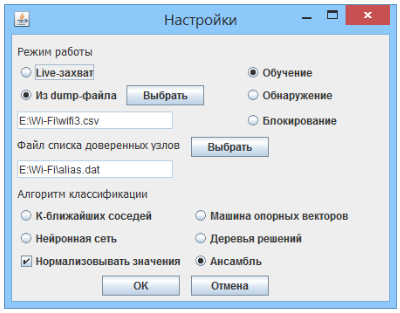 Настройки
Режим работы
Live-захват
Обучение
Из dump-файла
Выбрать
Обнаружение
E:\Wi-Fi\wifi3.csv
Блокирование
Файл списка доверенных узлов
Выбрать
E:\Wi-Fi\alias.dat
Алгоритм классификации
К-ближайших соседей
Машина опорных векторов
Нейронная сеть
Деревья решений
Нормализовывать значения
Ансамбль
OK
Отмена